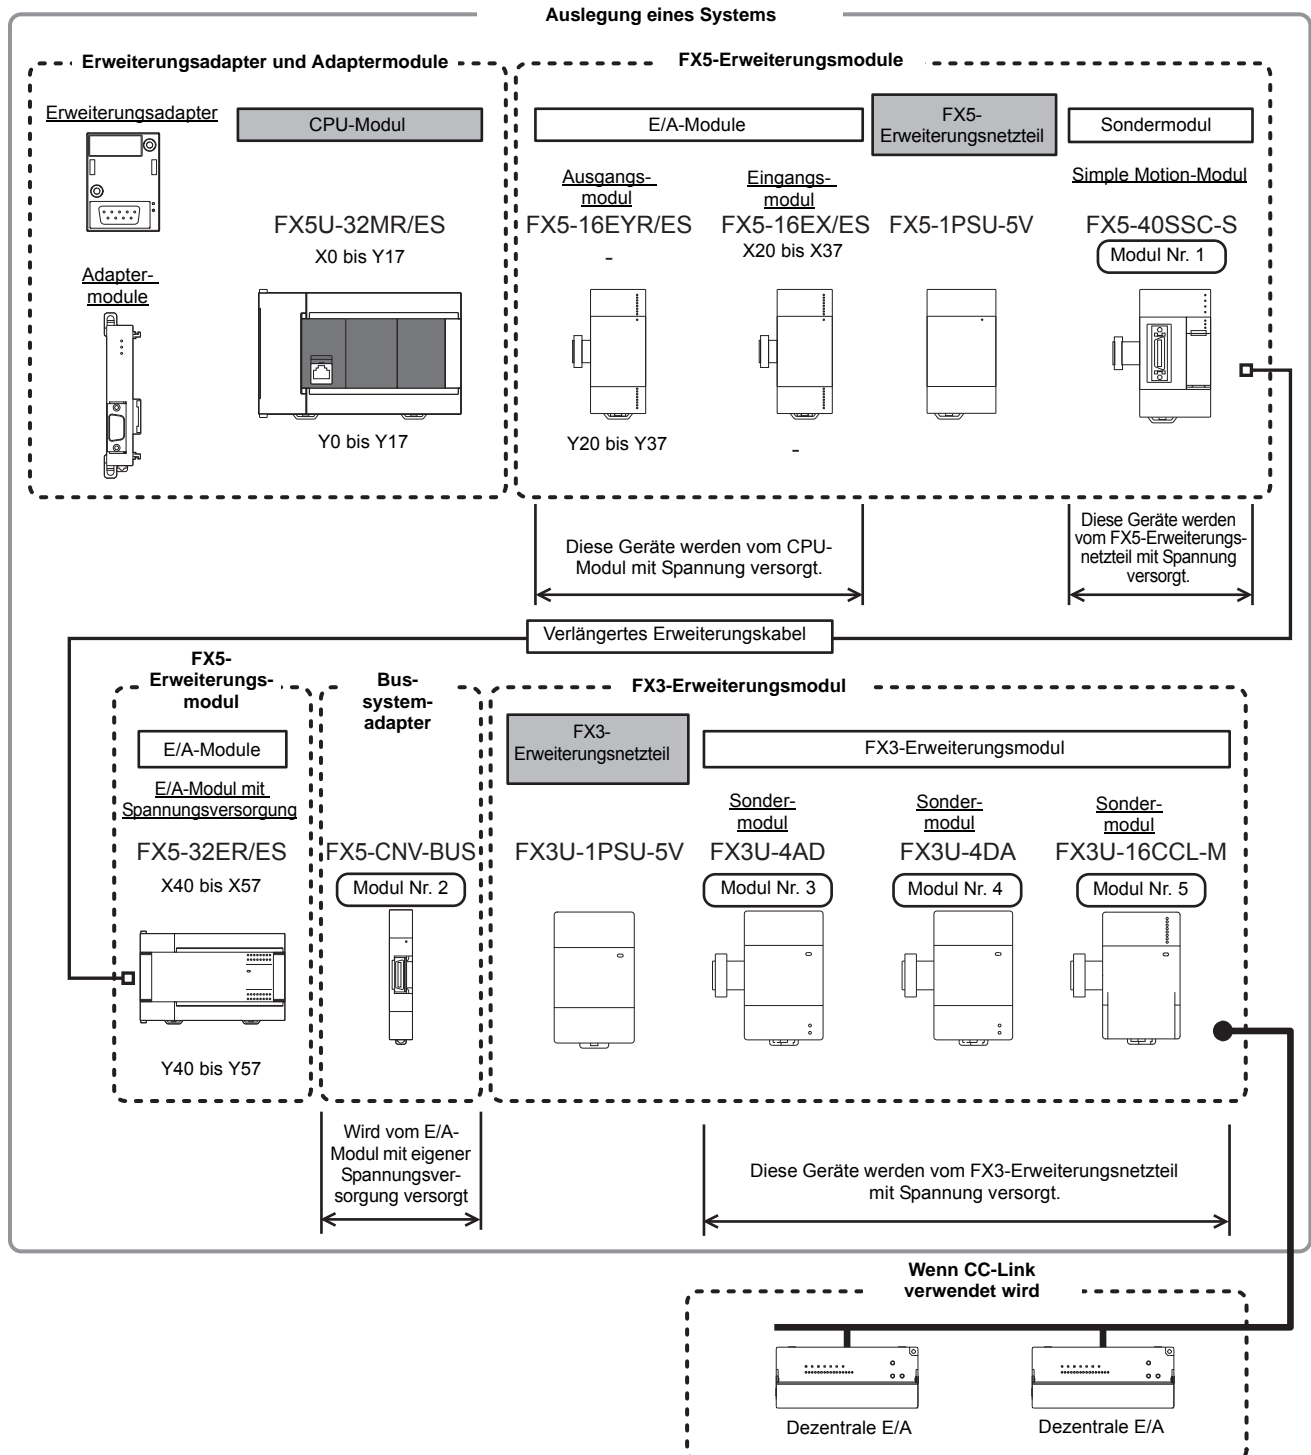 Auslegung eines Systems
Erweiterungsadapter und Adaptermodule
FX5-Erweiterungsmodule
Erweiterungsadapter
CPU-Modul
E/A-Module
FX5-
Erweiterungsnetzteil
Sondermodul
Ausgangs-
modul
Eingangs-
modul
Simple Motion-Modul
FX5U-32MR/ES
FX5-16EYR/ES
FX5-16EX/ES
FX5-1PSU-5V
FX5-40SSC-S
X0 bis Y17
-
X20 bis X37
Modul Nr. 1
Adapter-
module
Y0 bis Y17
Y20 bis Y37
-
Diese Geräte werden vom CPU-
Modul mit Spannung versorgt.
Diese Geräte werden
vom FX5-Erweiterungs-
netzteil mit Spannung
versorgt.
Verlängertes Erweiterungskabel
FX5-
Erweiterungs-
modul
Bus-
system-
adapter
FX3-Erweiterungsmodul
E/A-Module
FX3-
Erweiterungsnetzteil
FX3-Erweiterungsmodul
E/A-Modul mit
Spannungsversorgung
Sonder-
modul
Sonder-
modul
Sonder-
modul
FX5-32ER/ES
FX5-CNV-BUS
FX3U-1PSU-5V
FX3U-4AD
FX3U-4DA
FX3U-16CCL-M
X40 bis X57
Modul Nr. 2
Modul Nr. 3
Modul Nr. 4
Modul Nr. 5
Y40 bis Y57
Wird vom E/A-
Modul mit eigener
Spannungsver-
sorgung versorgt
Diese Geräte werden vom FX3-Erweiterungsnetzteil
mit Spannung versorgt.
Wenn CC-Link
verwendet wird
Dezentrale E/A
Dezentrale E/A